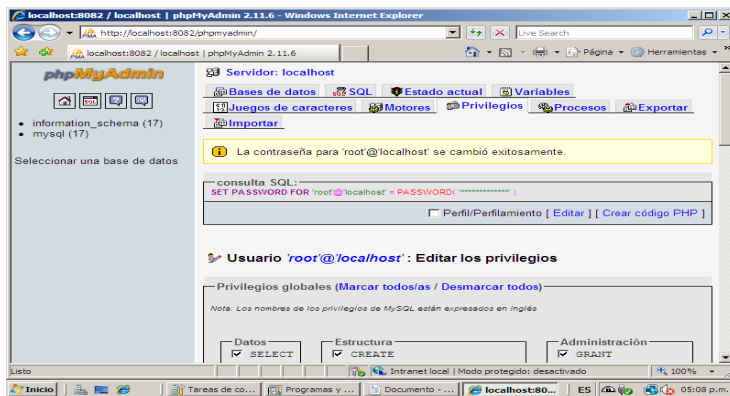 localhost:8082 / localhost | phpMyAdmin 2.11.6 - Windows Internet Explorer
http://localhost:8082/phpmyadmin/
Live Search
localhost:8082 / localhost | phpMyAdmin 2.11.6
Página
Herramientas
phpMyAdmin
SQL
information_schema (17)
mysql (17)
Seleccionar una base de datos
Servidor: localhost
Bases de datos SQL Estado actual Variables
Juegos de caracteres Motores Privilegios Procesos Exportar
Importar
La contraseña para 'root'@'localhost' se cambió exitosamente.
consulta SQL:
SET PASSWORD FOR 'root'@'localhost' = PASSWORD( '*************' )
Perfil/Perfilamiento [ Editar ] [ Crear código PHP ]
Usuario 'root'@'localhost' : Editar los privilegios
Privilegios globales (Marcar todos/as / Desmarcar todos)
Nota: Los nombres de los privilegios de MySQL están expresados en inglés
Datos Estructura Administración
SELECT CREATE GRANT
Listo
Intranet local | Modo protegido: desactivado
100%
Inicio
Tareas de co... Programas y ... Documento - ... localhost:80... ES 05:08 p.m.